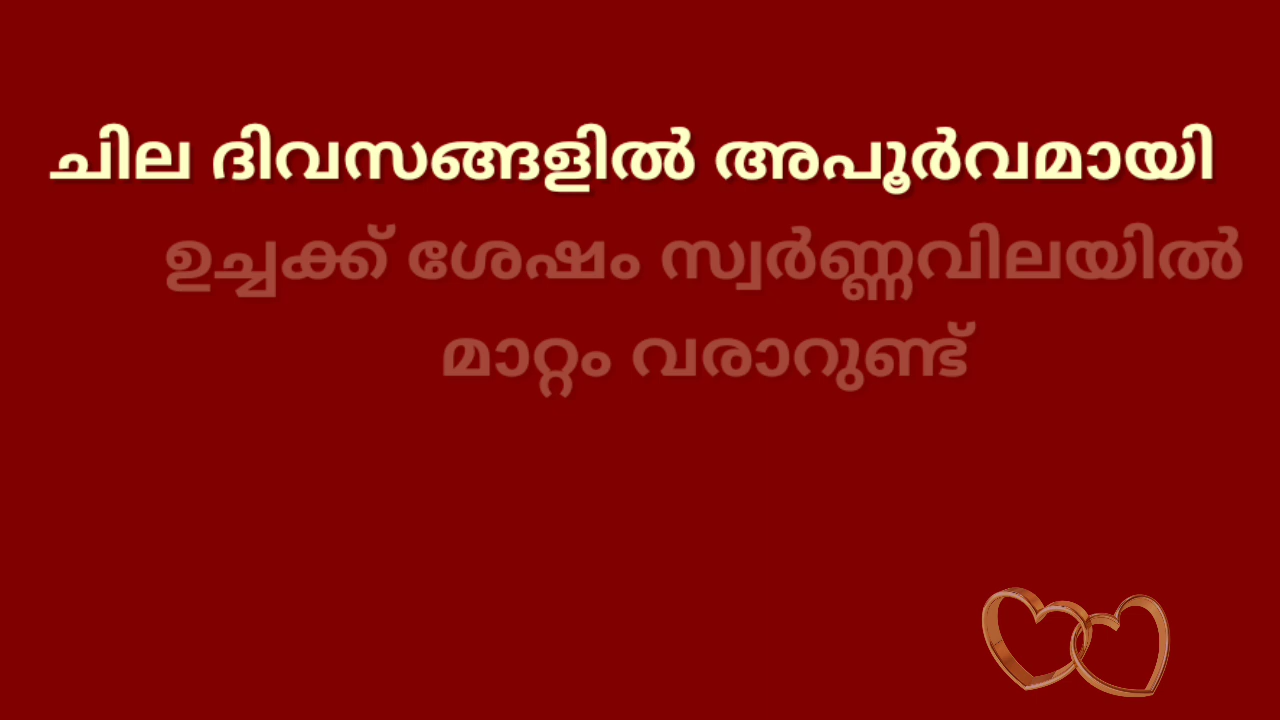 ചില ദിവസങ്ങളിൽ അപൂർവമായി
ഉച്ചക്ക് ശേഷം സ്വർണ്ണവിലയിൽ
മാറ്റം വരാറുണ്ട്